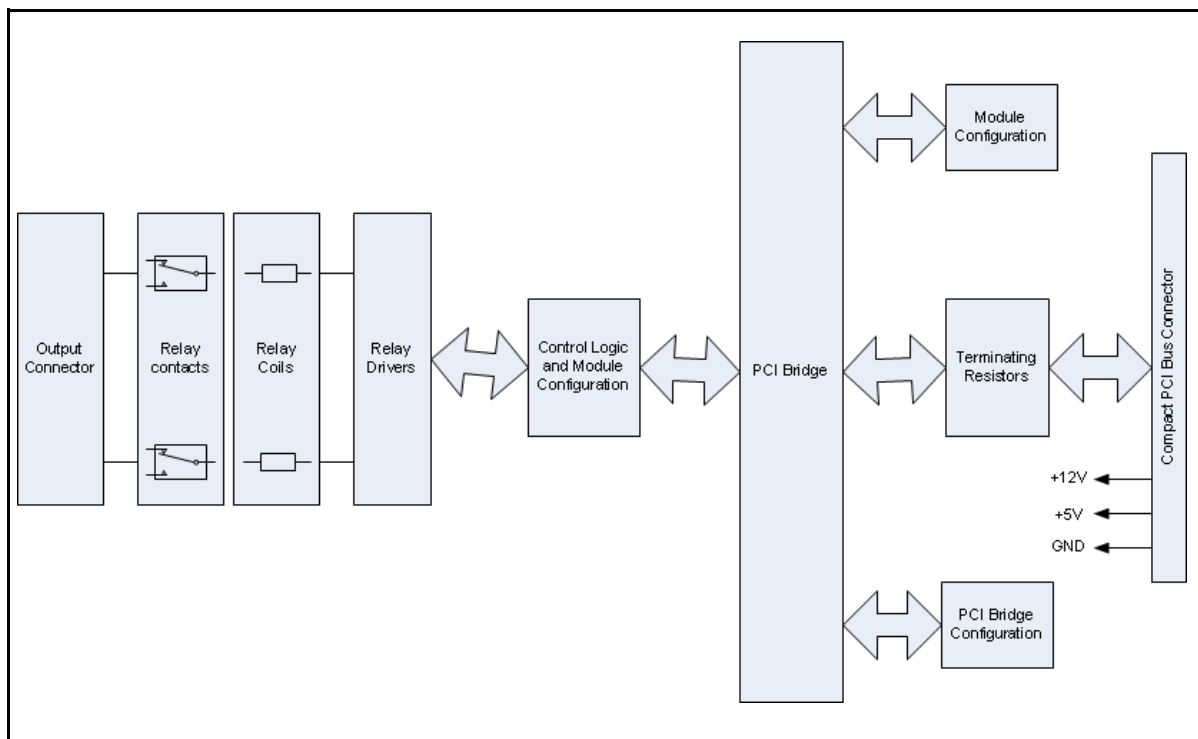 Output
Connector
Relay
contacts
Relay
Coils
Relay
Drivers
Control Logic
and Module
Configuration
PCI Bridge
Module
Configuration
Terminating
Resistors
PCI Bridge
Configuration
+12V
+5V
GND
Compact PCI Bus Connector